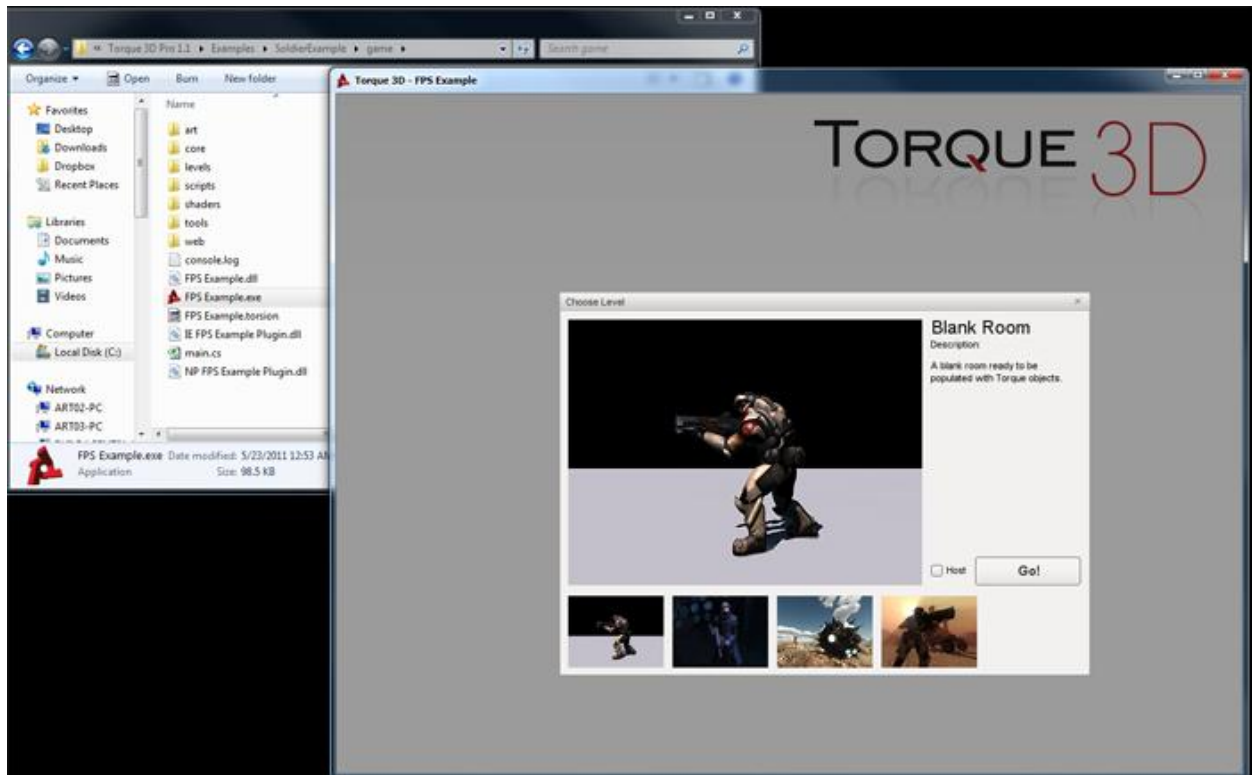 « Torque 3D Pro 1.1 ▸ Examples ▸ SoldierExample ▸ game ▸
Search game
Organize
Open
Burn
New folder
Favorites
Desktop
Downloads
Dropbox
Recent Places
Libraries
Documents
Music
Pictures
Videos
Computer
Local Disk (C:)
Network
ART02-PC
ART03-PC
Name
art
core
levels
scripts
shaders
tools
web
console.log
FPS Example.dll
FPS Example.exe
FPS Example.torsion
IE FPS Example Plugin.dll
main.cs
NP FPS Example Plugin.dll
FPS Example.exe Date modified: 5/23/2011 12:53
Application Size: 98.5 KB
Torque 3D - FPS Example
TORQUE 3D
Choose Level
Blank Room
Description:
A blank room ready to be
populated with Torque objects.
Host
Go!